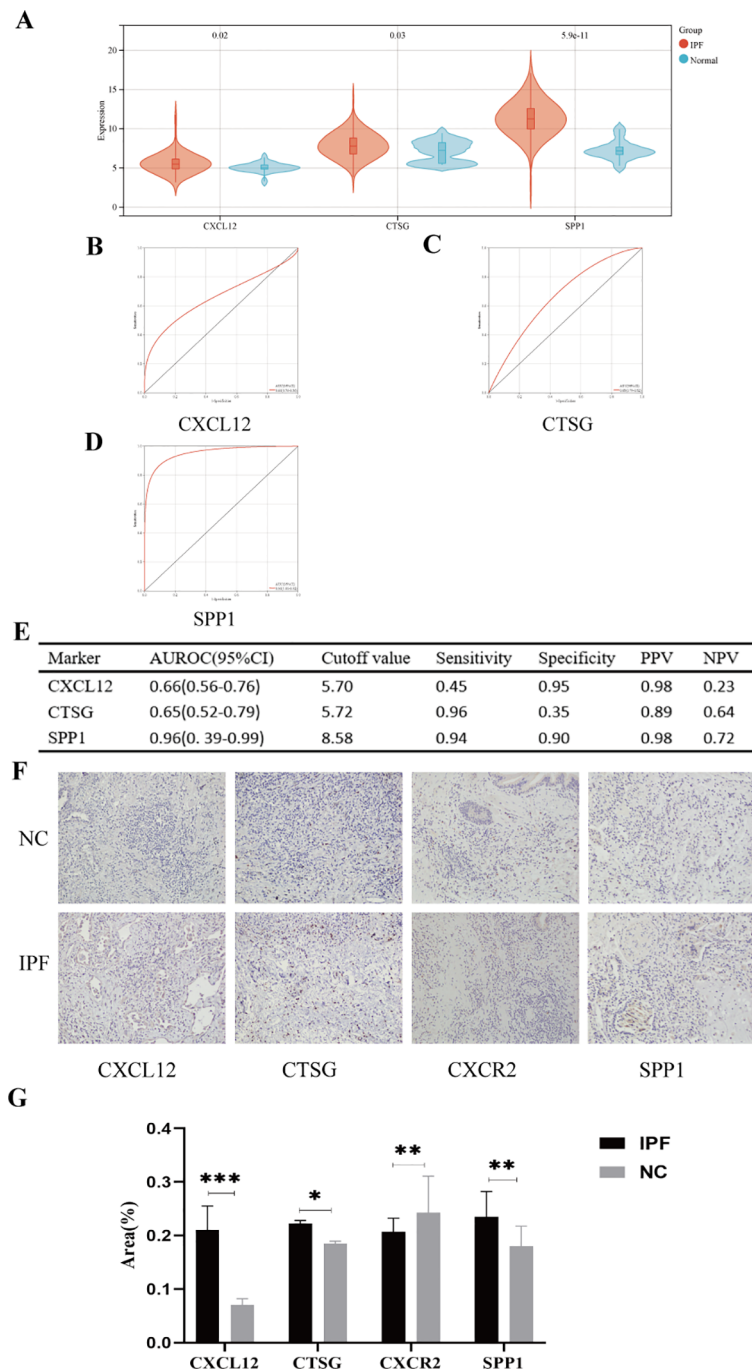 A
0.02
0.03
5.9e-11
Group
IPF
Normal
20
15
10
5
0
Expression
CXCL12
CTSG
SPP1
B
CXCL12
C
CTSG
D
SPP1
E
Marker AUROC(95%CI) Cutoff value Sensitivity Specificity PPV NPV
CXCL12 0.66(0.56-0.76) 5.70 0.45 0.95 0.98 0.23
CTSG 0.65(0.52-0.79) 5.72 0.96 0.35 0.89 0.64
SPP1 0.96(0. 39-0.99) 8.58 0.94 0.90 0.98 0.72
F
NC
IPF
CXCL12 CTSG CXCR2 SPP1
G
0.4
0.3
0.2
0.1
0.0
Area(%)
***
*
**
**
IPF
NC
CXCL12 CTSG CXCR2 SPP1